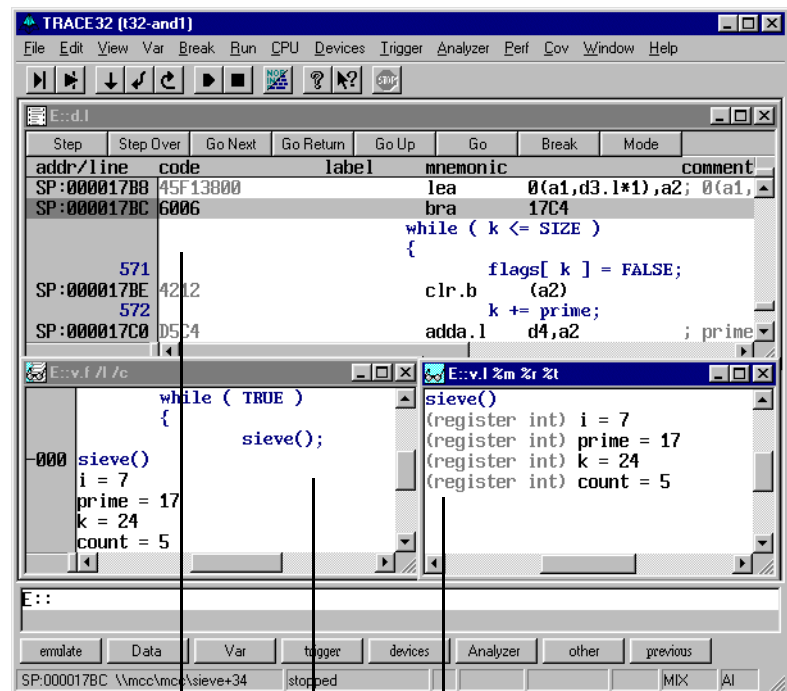 TRACE32 (t32-and1)
File Edit View Var Break Run CPU Devices Trigger Analyzer Perf Cov Window Help
STOP
E::d.l
Step Step Over Go Next Go Return Go Up Go Break Mode
addr/line code label mnemonic comment
SP:000017B8 45F13800 lea 0(a1,d3.l*1),a2; 0(a1,
SP:000017BC 6006 bra 17C4
while ( k <= SIZE )
{
571 flags[ k ] = FALSE;
SP:000017BE 4212 clr.b (a2)
572 k += prime;
SP:000017C0 D5C4 adda.l d4,a2 ; prime
E::v.f /l /c
while ( TRUE )
{
sieve();
-000 sieve()
i = 7
prime = 17
k = 24
count = 5
E::v.l %m %r %t
sieve()
(register int) i = 7
(register int) prime = 17
(register int) k = 24
(register int) count = 5
E::
emulate Data Var trigger devices Analyzer other previous
SP:000017BC \\mcc\mcc\sieve+34 stopped MIX AI